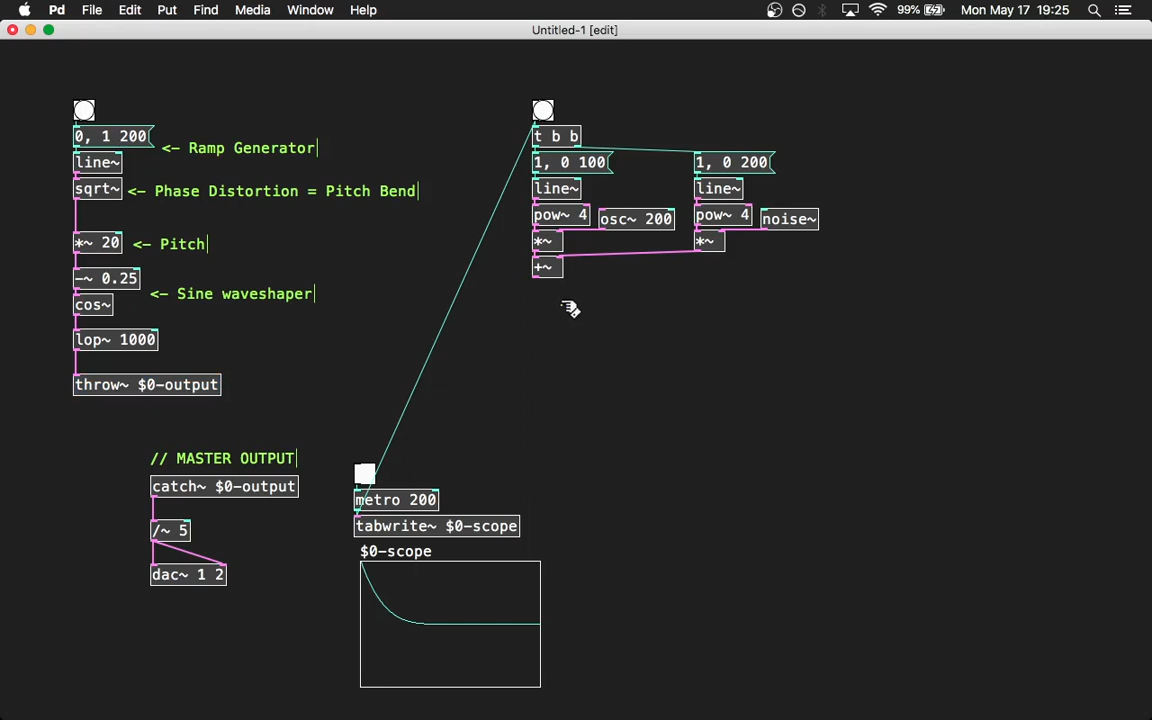 Pd File Edit Put Find Media Window Help 99% Mon May 17 19:25
Untitled-1 [edit]
0, 1 200
<- Ramp Generator
line~
sqrt~
<- Phase Distortion = Pitch Bend
*~ 20
<- Pitch
-~ 0.25
<- Sine waveshaper
cos~
lop~ 1000
throw~ $0-output
t b b
1, 0 100
1, 0 200
line~
line~
pow~ 4
osc~ 200
pow~ 4
noise~
*~
*~
+~
// MASTER OUTPUT
catch~ $0-output
/~ 5
dac~ 1 2
metro 200
tabwrite~ $0-scope
$0-scope